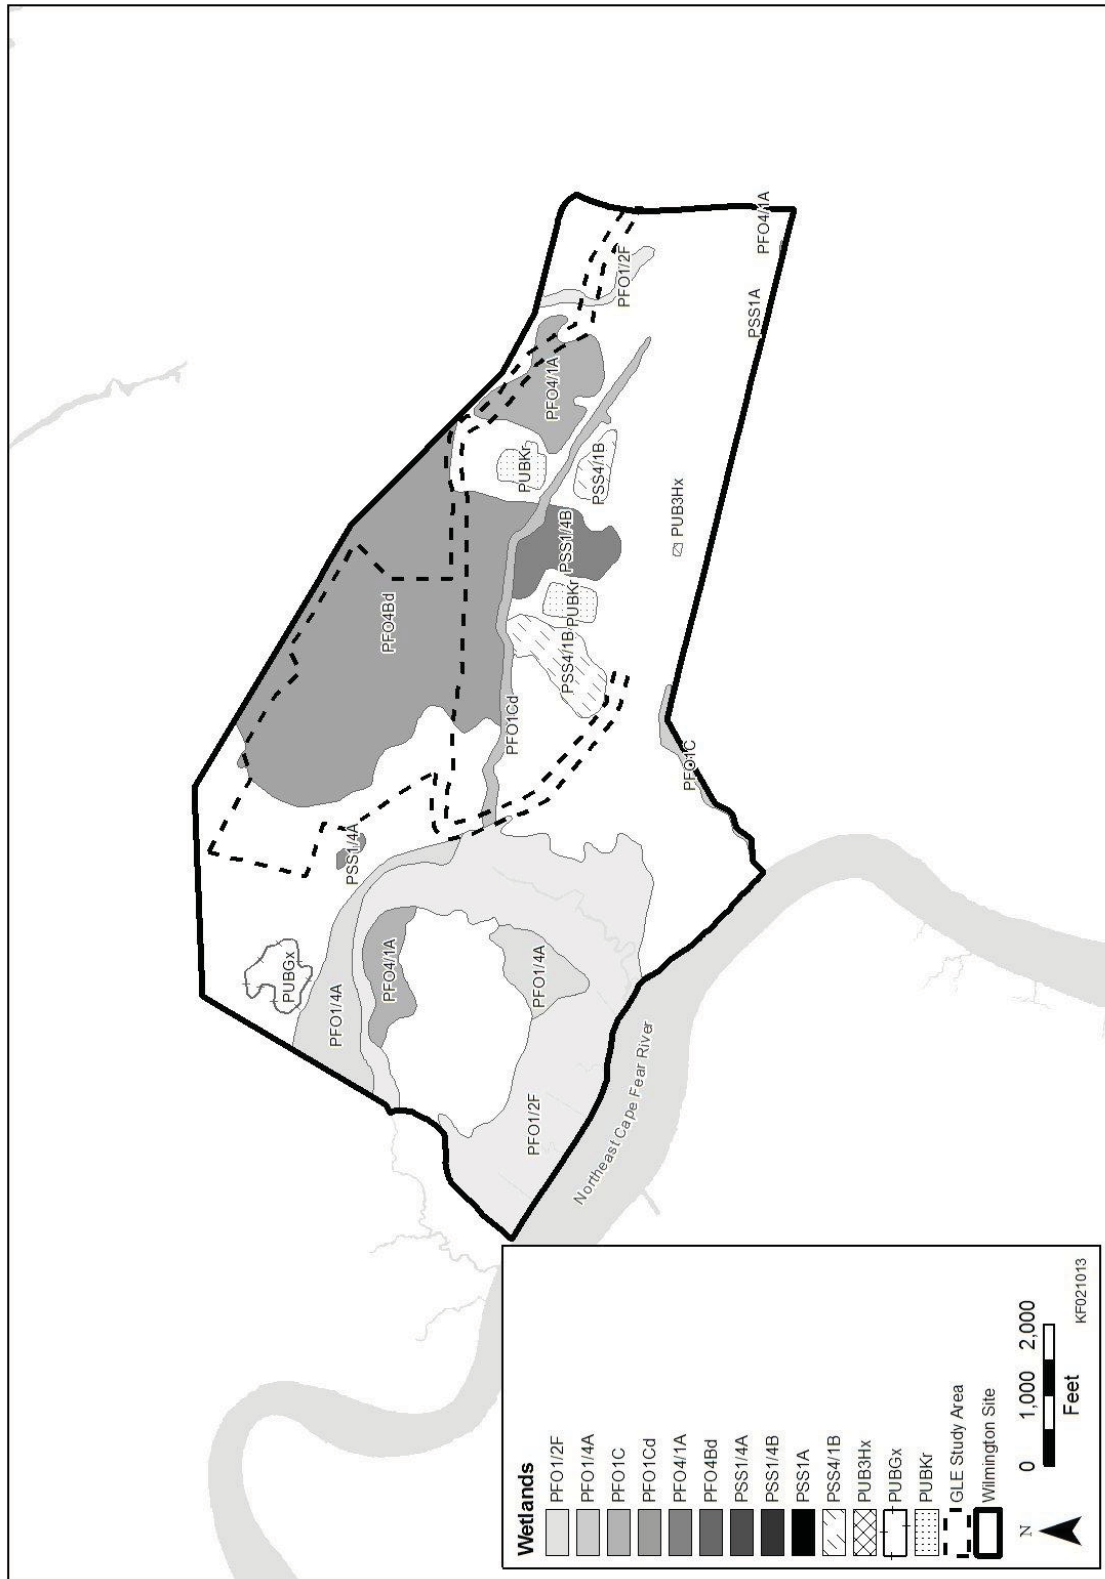 PUBGx
PFO1/4A
PSS1/4A
PFO4/1A
PFO1/4A
PFO1/2F
PFO4Bd
PFO1Cd
PSS4/1B
PUBKr
PSS1/4B
PUBKr
PSS4/1B
PFO4/1A
PFO1/2F
PFO4/1A
PSS1A
PUB3Hx
PFO1C
Northeast Cape Fear River
Wetlands
PFO1/2F
PFO1/4A
PFO1C
PFO1Cd
PFO4/1A
PFO4Bd
PSS1/4A
PSS1/4B
PSS1A
PSS4/1B
PUB3Hx
PUBGx
PUBKr
GLE Study Area
Wilmington Site
N
0 1,000 2,000
Feet
KF021013